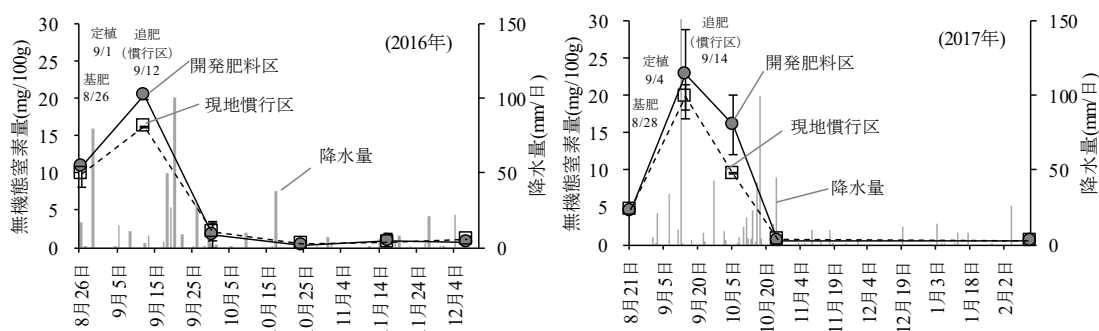 無機態窒素量(mg/100g)
30
25
20
15
10
5
0
定植
9/1
追肥
(慣行区)
9/12
基肥
8/26
(2016年)
開発肥料区
現地慣行区
降水量
150
100
50
0
降水量(mm/日)
8月26日
9月5日
9月15日
9月25日
10月5日
10月15日
10月25日
11月4日
11月14日
11月24日
12月4日
無機態窒素量(mg/100g)
30
25
20
15
10
5
0
定植
9/4
追肥
(慣行区)
9/14
基肥
8/28
(2017年)
開発肥料区
現地慣行区
降水量
150
100
50
0
降水量(mm/日)
8月21日
9月5日
9月20日
10月5日
10月20日
11月4日
11月19日
12月4日
12月19日
1月3日
1月18日
2月2日